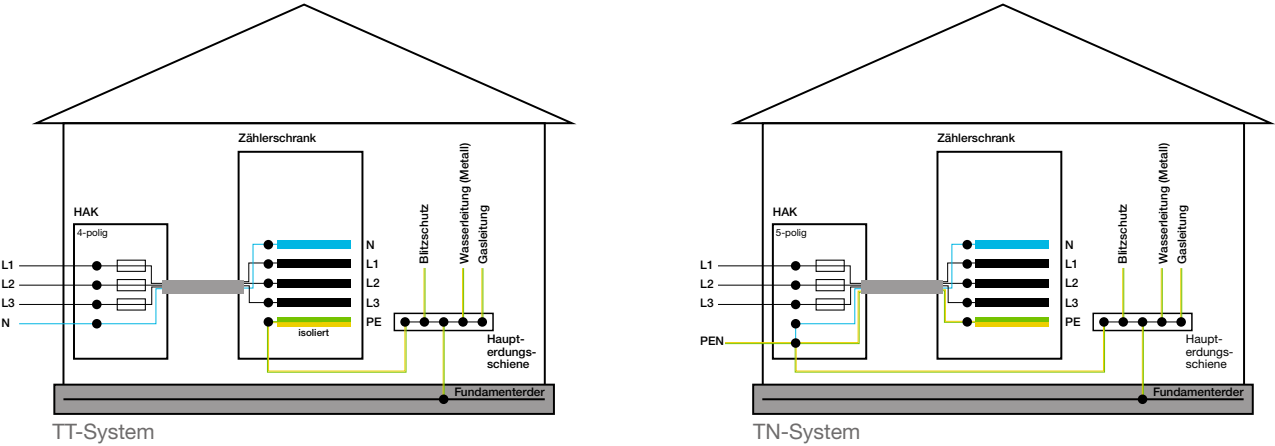 Zählerschrank
HAK
4-polig
L1
L2
L3
N
N
L1
L2
L3
PE
isoliert
Blitzschutz
Wasserleitung (Metall)
Gasleitung
Haupt-
erdungs-
schiene
Fundamenterder
TT-System
Zählerschrank
HAK
5-polig
L1
L2
L3
PEN
N
L1
L2
L3
PE
Blitzschutz
Wasserleitung (Metall)
Gasleitung
Haupt-
erdungs-
schiene
Fundamenterder
TN-System